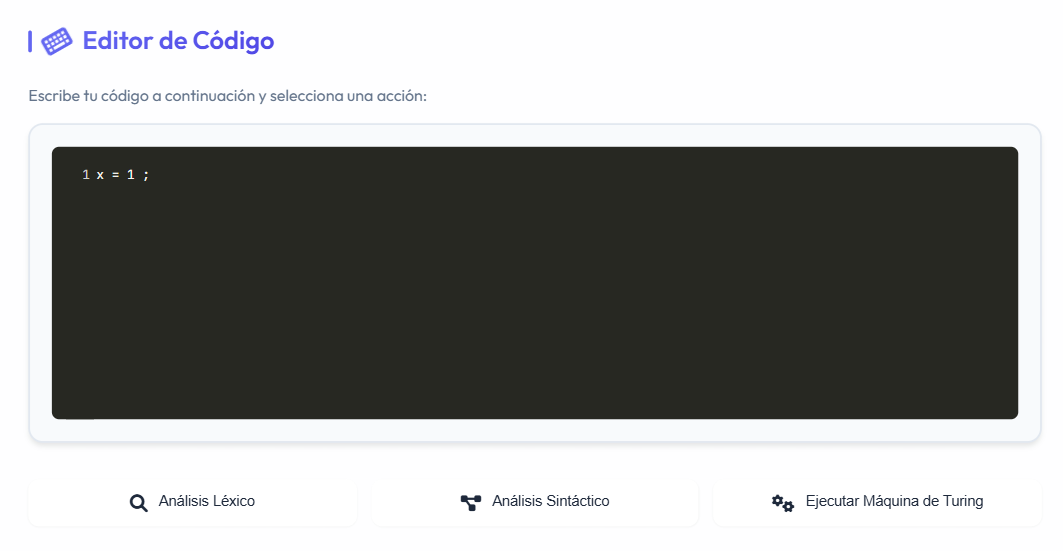 Editor de Código
Escribe tu código a continuación y selecciona una acción:
1 x = 1 ;
Análisis Léxico
Análisis Sintáctico
Ejecutar Máquina de Turing